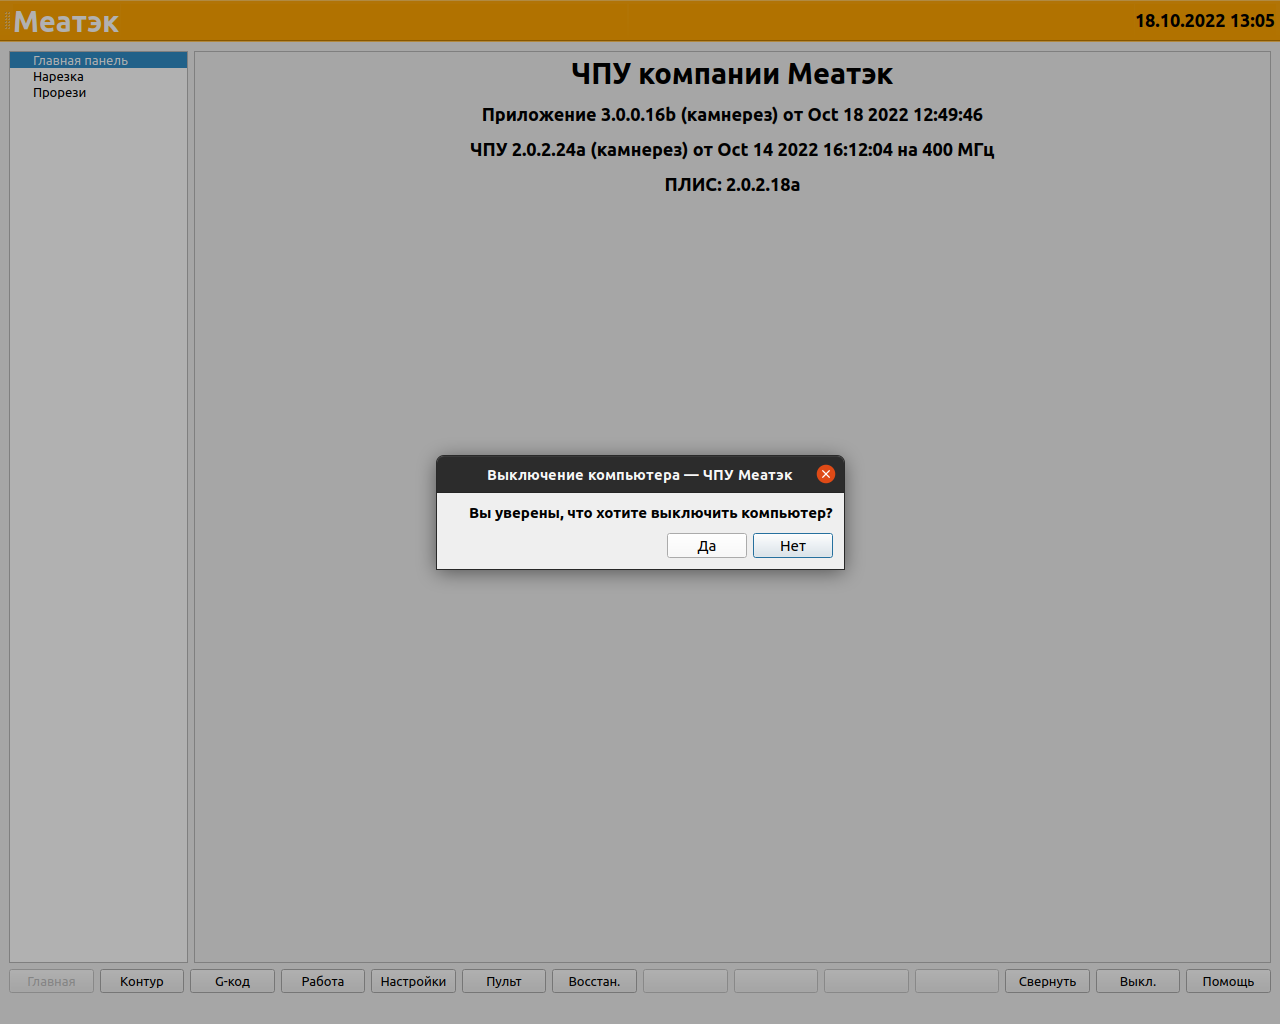 Меатэк
18.10.2022 13:05
Главная панель
Нарезка
Прорези
ЧПУ компании Меатэк
Приложение 3.0.0.16b (камнерез) от Oct 18 2022 12:49:46
ЧПУ 2.0.2.24a (камнерез) от Oct 14 2022 16:12:04 на 400 МГц
ПЛИС: 2.0.2.18a
Выключение компьютера — ЧПУ Меатэк
Вы уверены, что хотите выключить компьютер?
Да
Нет
Главная
Контур
G-код
Работа
Настройки
Пульт
Восстан.
Свернуть
Выкл.
Помощь